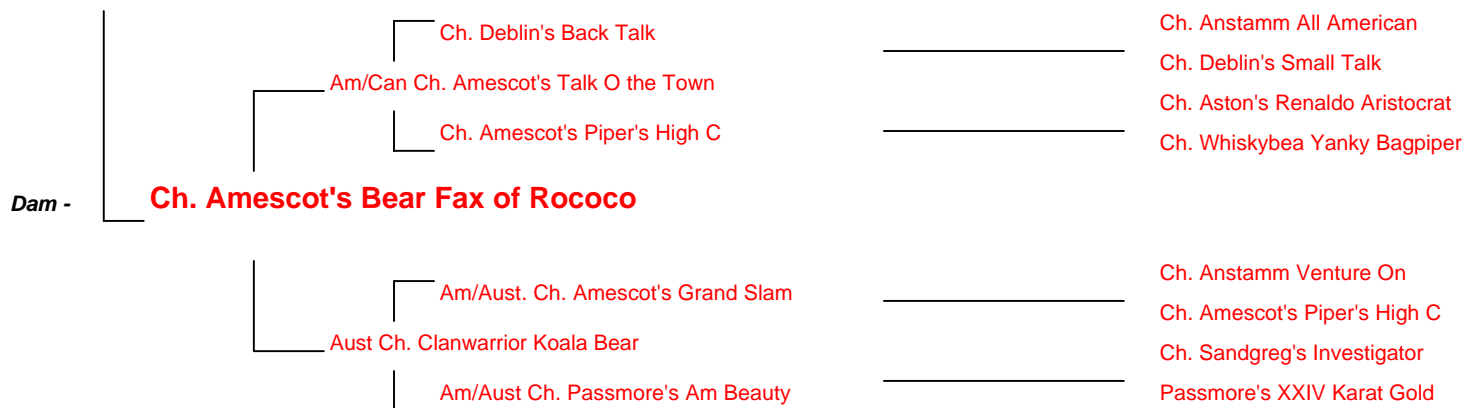 Ch. Anstamm All American
Ch. Deblin's Back Talk
Ch. Deblin's Small Talk
Am/Can Ch. Amescot's Talk O the Town
Ch. Aston's Renaldo Aristocrat
Ch. Amescot's Piper's High C
Ch. Whiskybea Yanky Bagpiper
Dam - Ch. Amescot's Bear Fax of Rococo
Ch. Anstamm Venture On
Am/Aust. Ch. Amescot's Grand Slam
Ch. Amescot's Piper's High C
Aust Ch. Clanwarrior Koala Bear
Ch. Sandgreg's Investigator
Am/Aust Ch. Passmore's Am Beauty
Passmore's XXIV Karat Gold